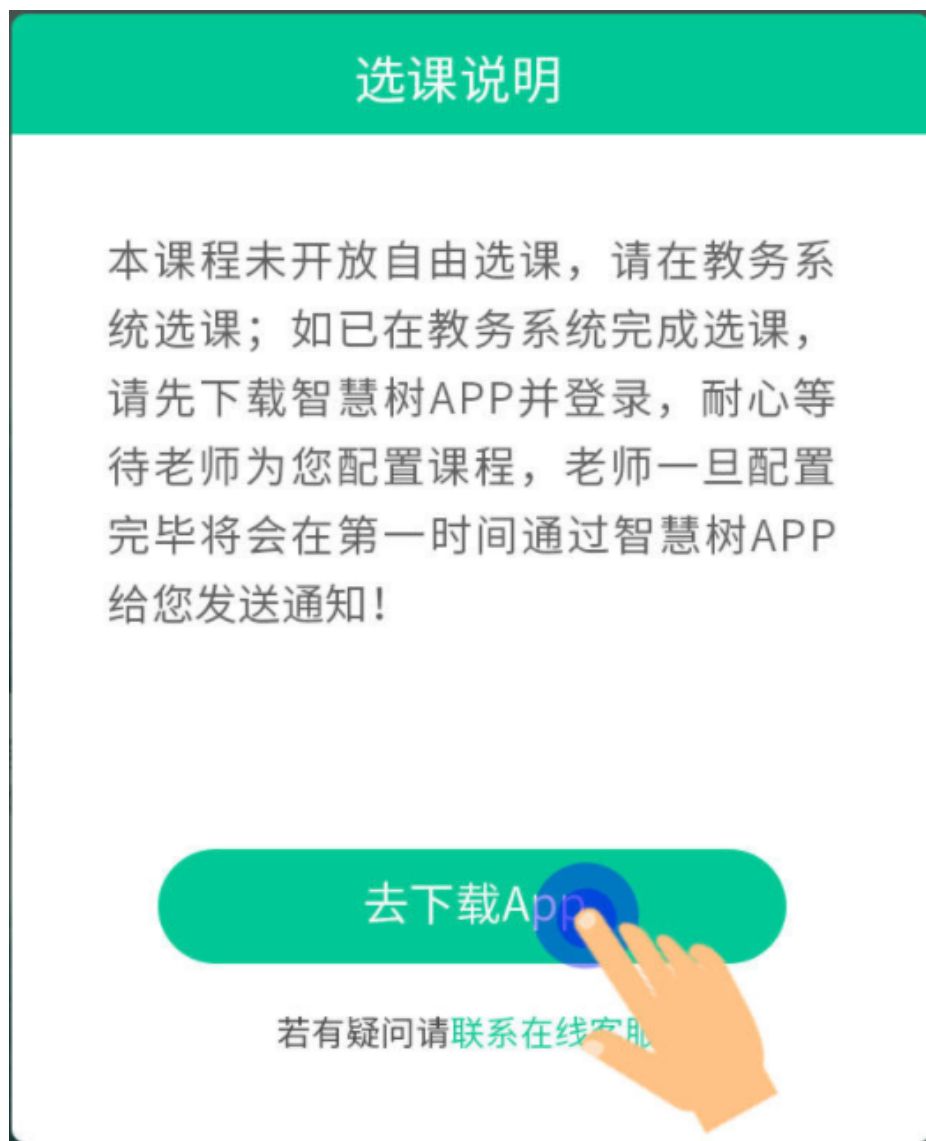 选课说明
本课程未开放自由选课，请在教务系
统选课；如已在教务系统完成选课，
请先下载智慧树APP并登录，耐心等
待老师为您配置课程，老师一旦配置
完毕将会在第一时间通过智慧树APP
给您发送通知！
去下载App
若有疑问请联系在线客服